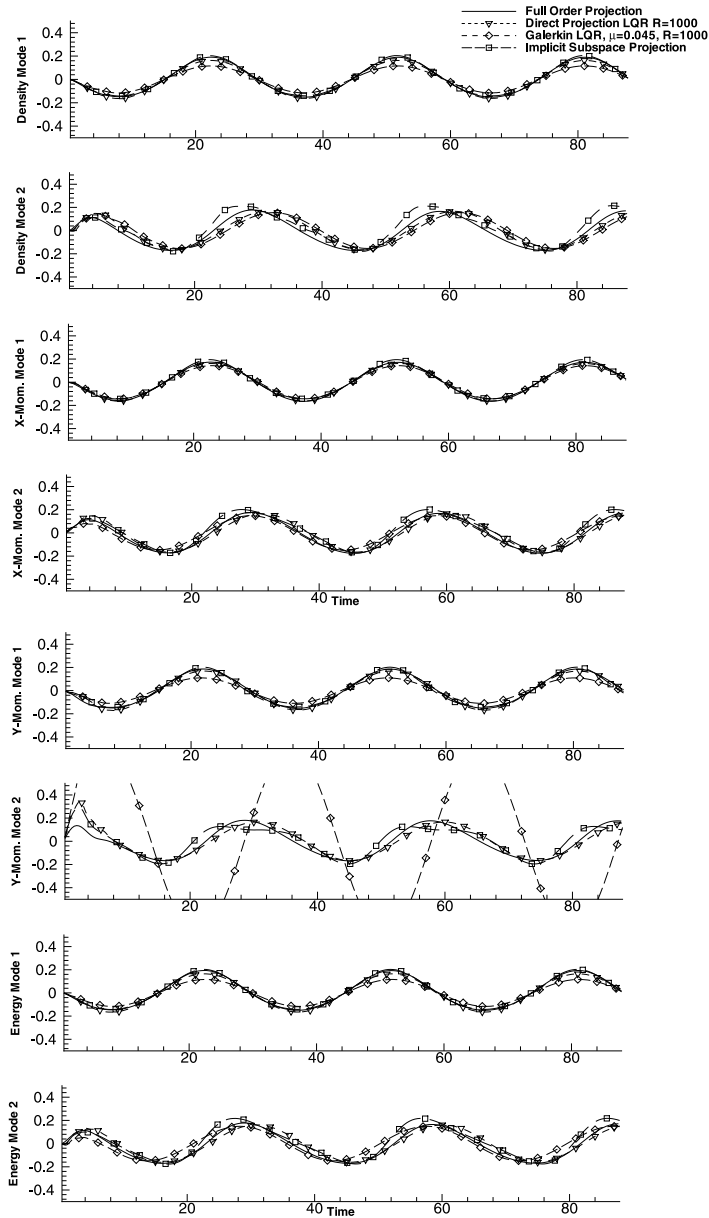 Full Order Projection
Direct Projection LQR R=1000
Galerkin LQR, μ=0.045, R=1000
Implicit Subspace Projection
Density Mode 1
0.4
0.2
0
-0.2
-0.4
20 40 60 80
Density Mode 2
0.4
0.2
0
-0.2
-0.4
20 40 60 80
X-Mom. Mode 1
0.4
0.2
0
-0.2
-0.4
20 40 60 80
X-Mom. Mode 2
0.4
0.2
0
-0.2
-0.4
20 40 60 80
Time
Y-Mom. Mode 1
0.4
0.2
0
-0.2
-0.4
20 40 60 80
Y-Mom. Mode 2
0.4
0.2
0
-0.2
-0.4
20 40 60 80
Energy Mode 1
0.4
0.2
0
-0.2
-0.4
20 40 60 80
Energy Mode 2
0.4
0.2
0
-0.2
-0.4
20 40 60 80
Time